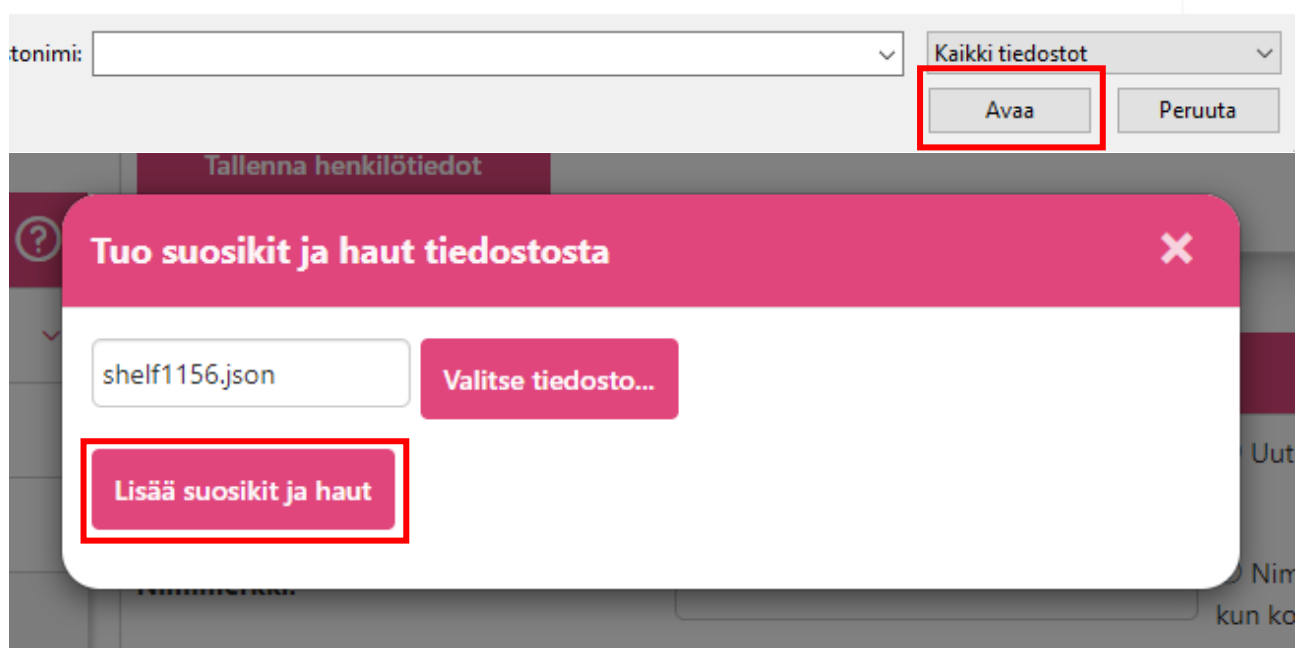 tonimi:
Kaikki tiedostot
Avaa
Peruuta
Tallenna henkilötiedot
Tuo suosikit ja haut tiedostosta
shelf1156.json
Valitse tiedosto...
Uut
Lisää suosikit ja haut
Nim
Nimimerkki:
kun ko